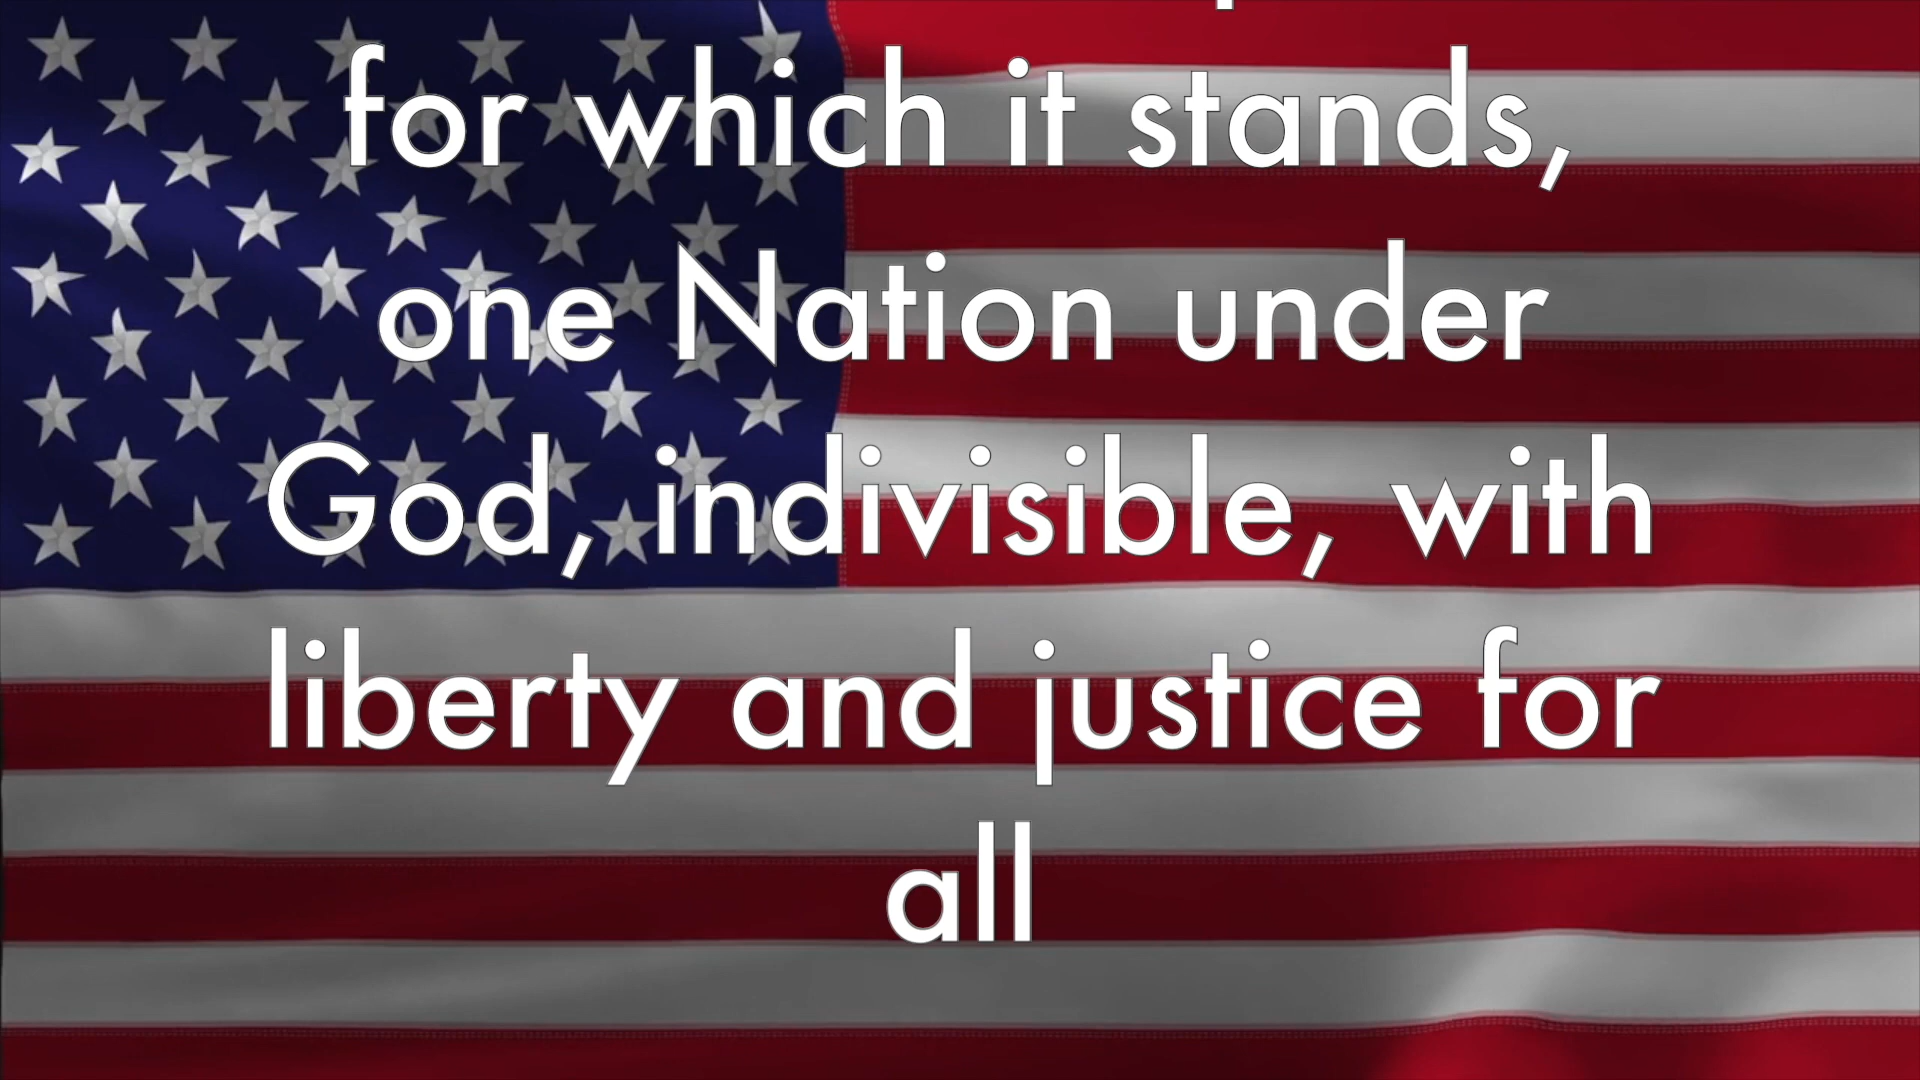 for which it stands,
one Nation under
God, indivisible, with
liberty and justice for
all